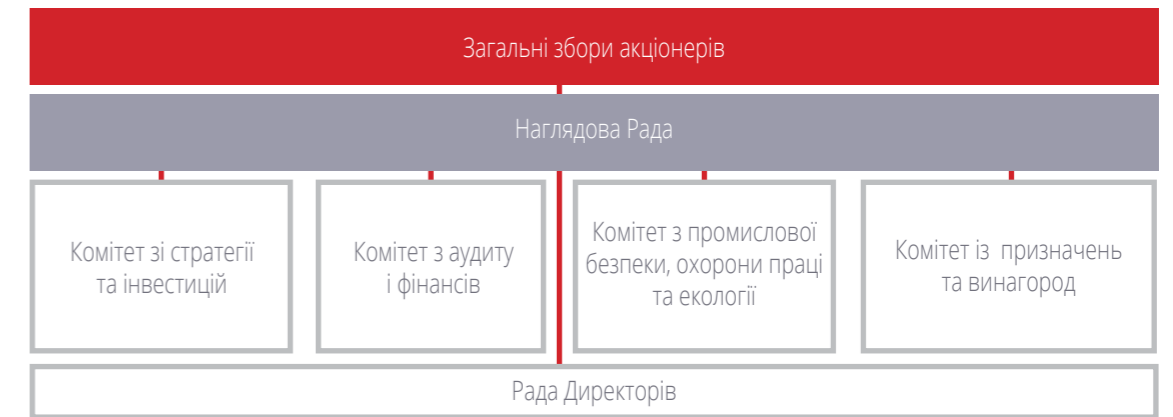 Загальні збори акціонерів
Наглядова Рада
Комітет зі стратегії
та інвестицій
Комітет з аудиту
і фінансів
Комітет з промислової
безпеки, охорони праці
та екології
Комітет із призначень
та винагород
Рада Директорів